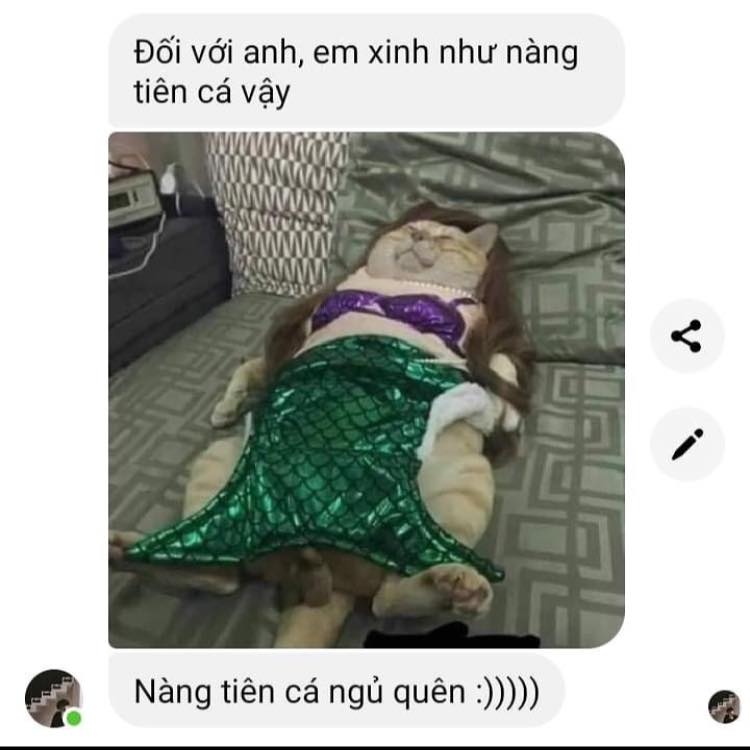 Đối với anh, em xinh như nàng
tiên cá vậy
Nàng tiên cá ngủ quên :)))))